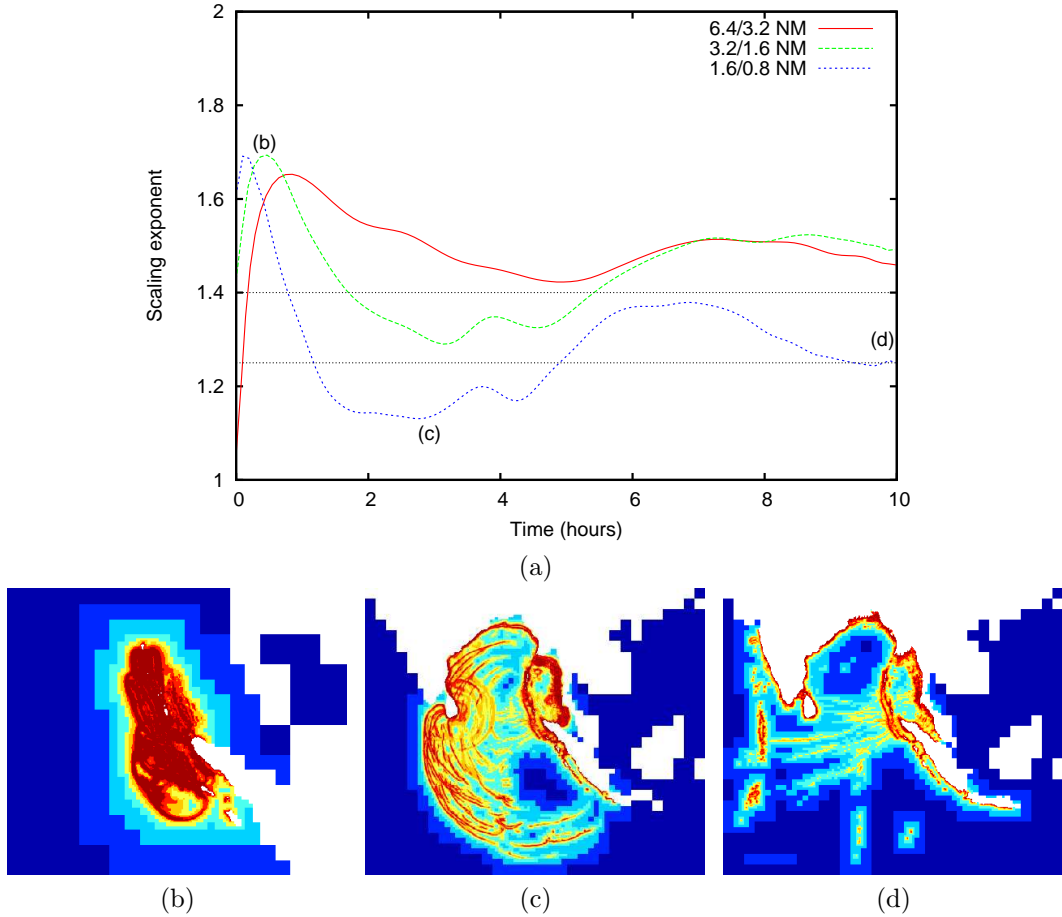 2
1.8
1.6
1.4
1.2
1
Scaling exponent
6.4/3.2 NM
3.2/1.6 NM
1.6/0.8 NM
(b)
(c)
(d)
0 2 4 6 8 10
Time (hours)
(a)
(b) (c) (d)